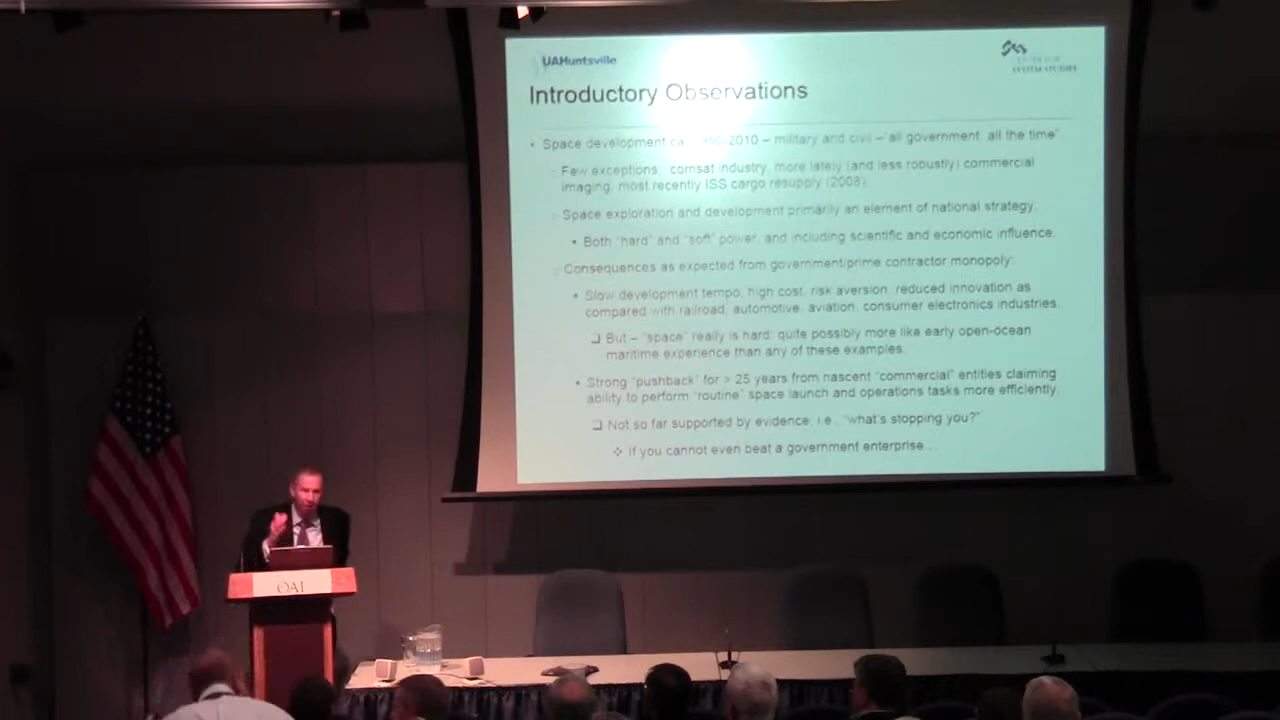 UAHuntsville
SYSTEM STUDIES
Introductory Observations
• Space development 2010 – military and civil – "all government, all the time"
Few exceptions: comsat industry, more lately (and less robustly) commercial
imaging, most recently ISS cargo resupply (2008).
Space exploration and development primarily an element of national strategy.
• Both "hard" and "soft" power, and including scientific and economic influence.
Consequences as expected from government/prime contractor monopoly:
• Slow development tempo, high cost, risk aversion, reduced innovation as
compared with railroad, automotive, aviation, consumer electronics industries.
❑ But – "space" really is hard; quite possibly more like early open-ocean
maritime experience than any of these examples.
• Strong "pushback" for > 25 years from nascent "commercial" entities claiming
ability to perform "routine" space launch and operations tasks more efficiently.
❑ Not so far supported by evidence; i.e. "what's stopping you?"
❖ If you cannot even beat a government enterprise…
OAI